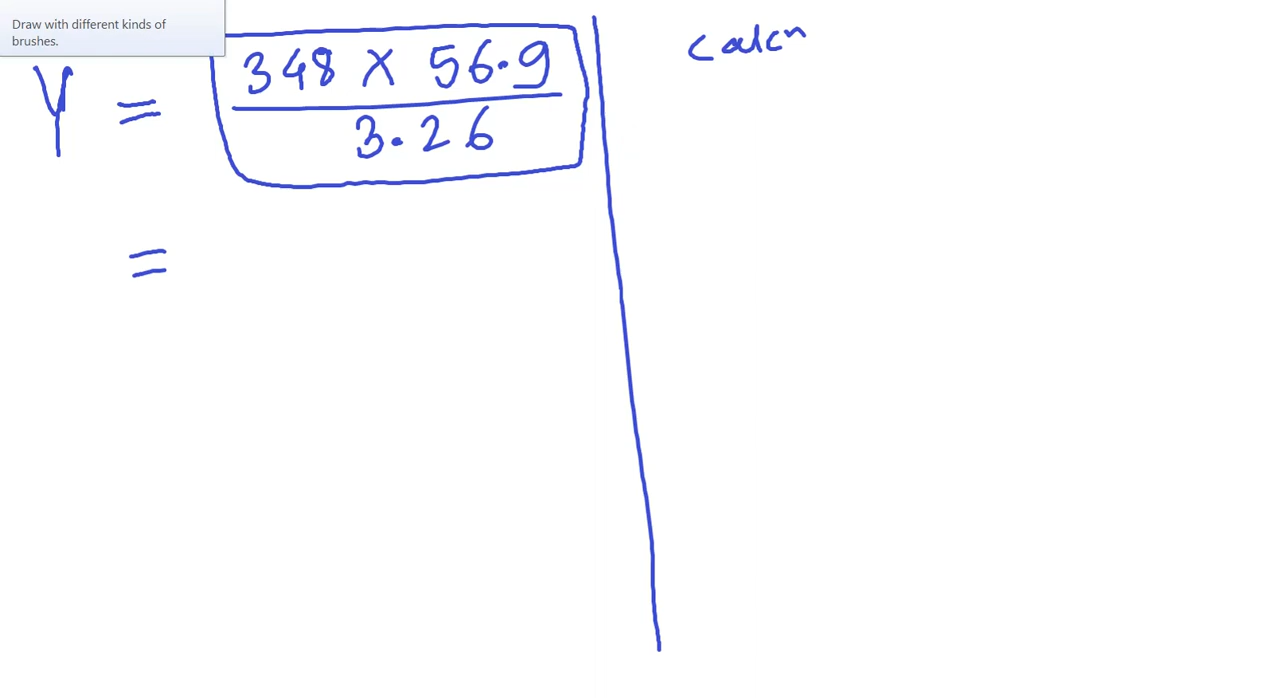 Draw with different kinds of
brushes.
Y = 348 × 56.9
3.26
=
calcn